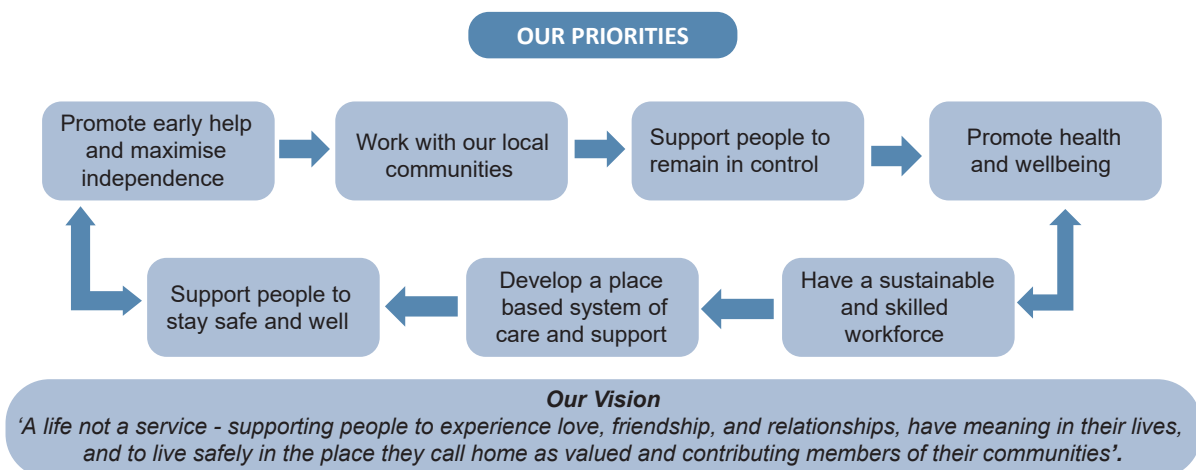 OUR PRIORITIES
Promote early help
and maximise
independence
Work with our local
communities
Support people to
remain in control
Promote health
and wellbeing
Support people to
stay safe and well
Develop a place
based system of
care and support
Have a sustainable
and skilled
workforce
Our Vision
‘A life not a service - supporting people to experience love, friendship, and relationships, have meaning in their lives,
and to live safely in the place they call home as valued and contributing members of their communities’.